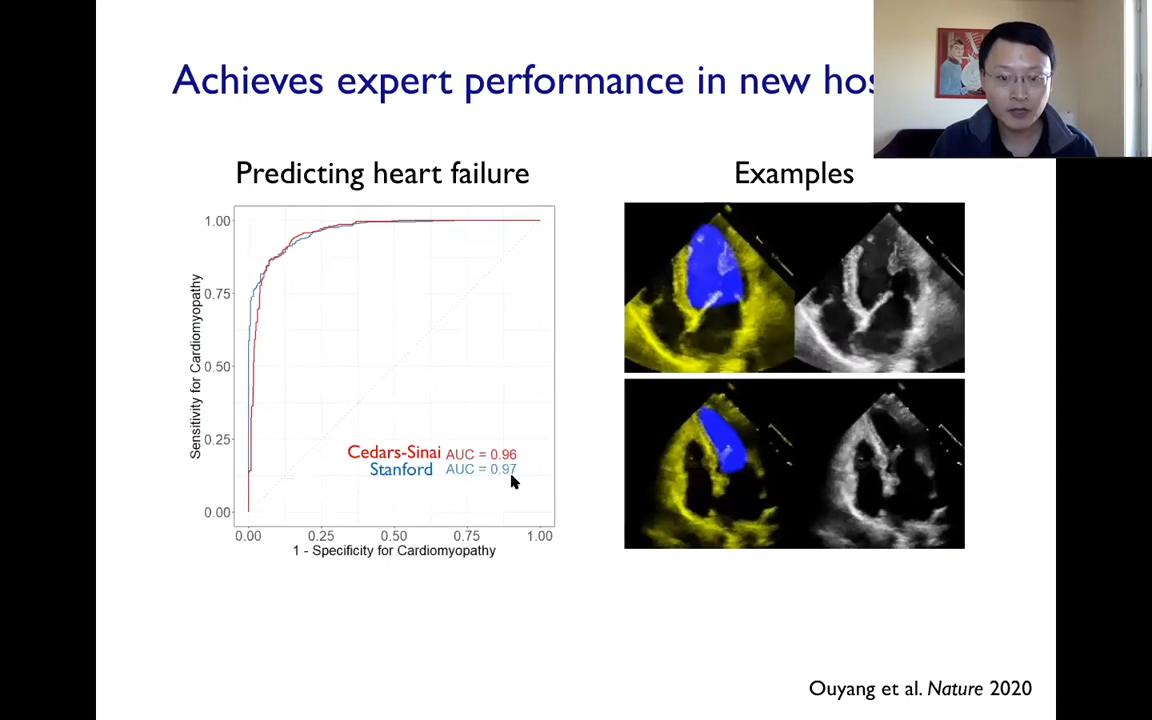 Achieves expert performance in new hos
Predicting heart failure
Examples
Sensitivity for Cardiomyopathy
1.00
0.75
0.50
0.25
0.00
Cedars-Sinai AUC = 0.96
Stanford AUC = 0.97
0.00 0.25 0.50 0.75 1.00
1 - Specificity for Cardiomyopathy
Ouyang et al. Nature 2020